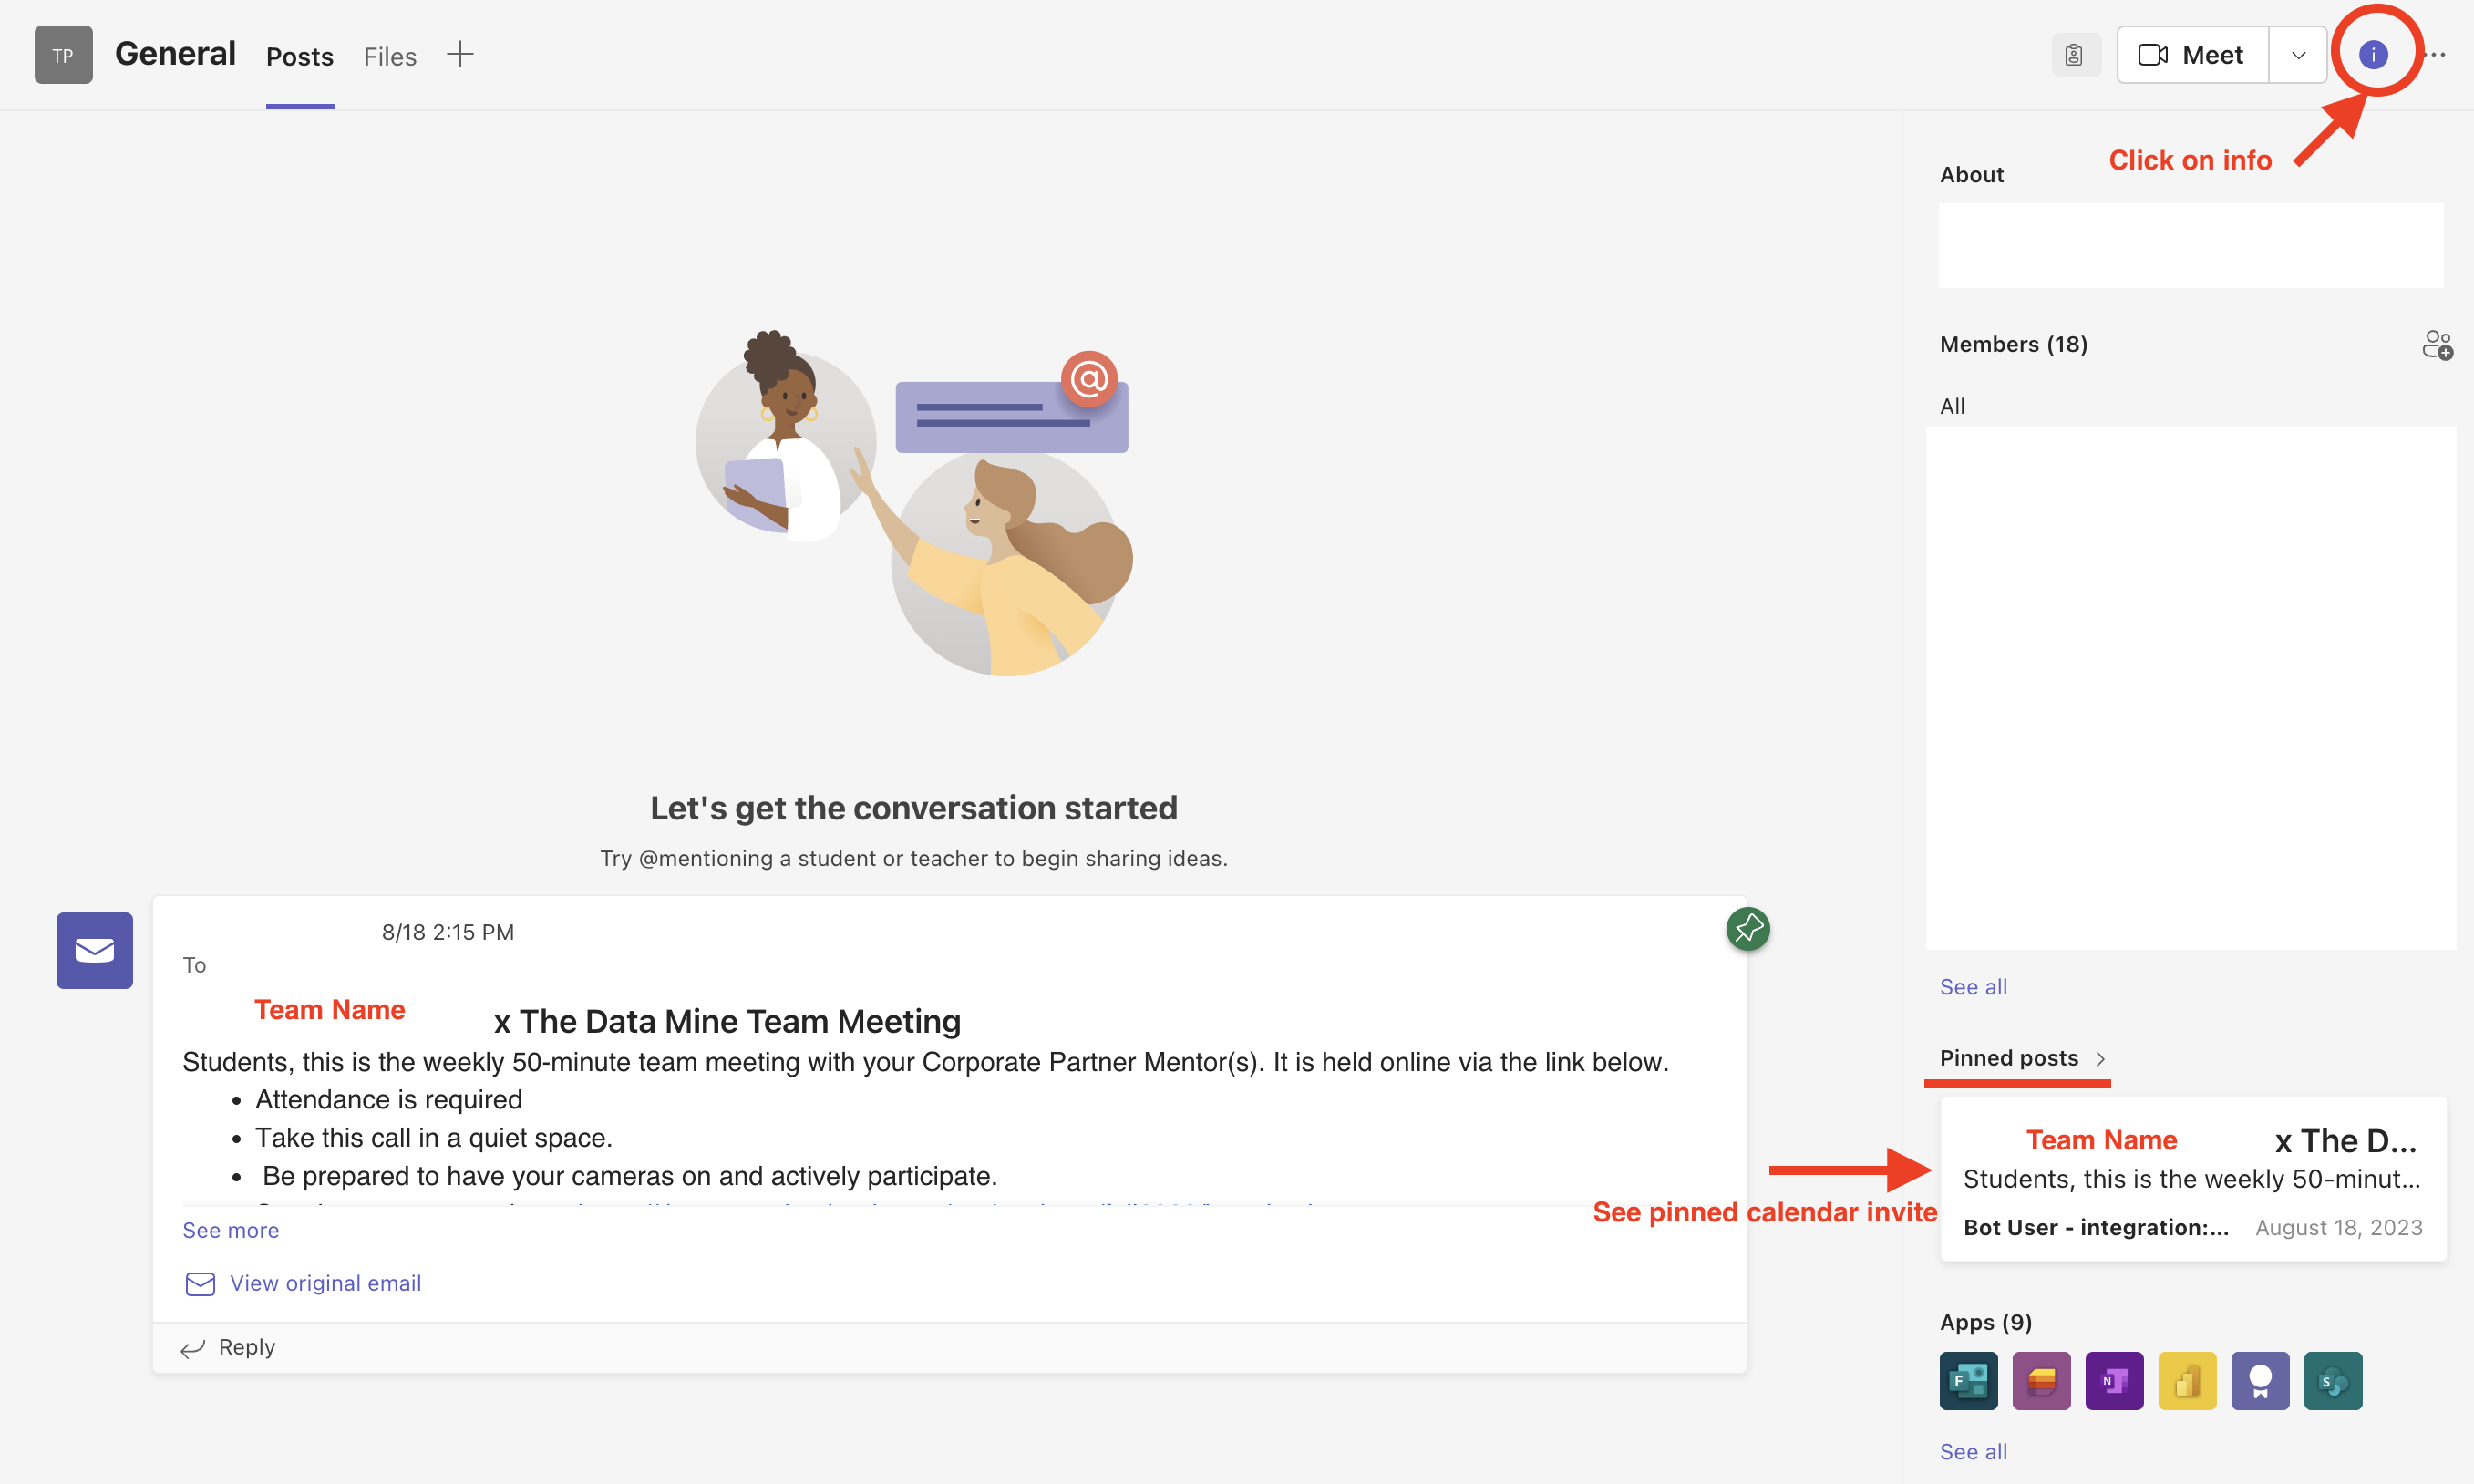 TP
General
Posts
Files
Meet
i
Click on info
About
Members (18)
All
@
Let's get the conversation started
Try @mentioning a student or teacher to begin sharing ideas.
8/18 2:15 PM
To
Team Name x The Data Mine Team Meeting
Students, this is the weekly 50-minute team meeting with your Corporate Partner Mentor(s). It is held online via the link below.
• Attendance is required
• Take this call in a quiet space.
• Be prepared to have your cameras on and actively participate.
See more
View original email
Reply
See all
Pinned posts
Team Name x The D...
Students, this is the weekly 50-minut...
See pinned calendar invite
Bot User - integration:... August 18, 2023
Apps (9)
F
N
S
See all